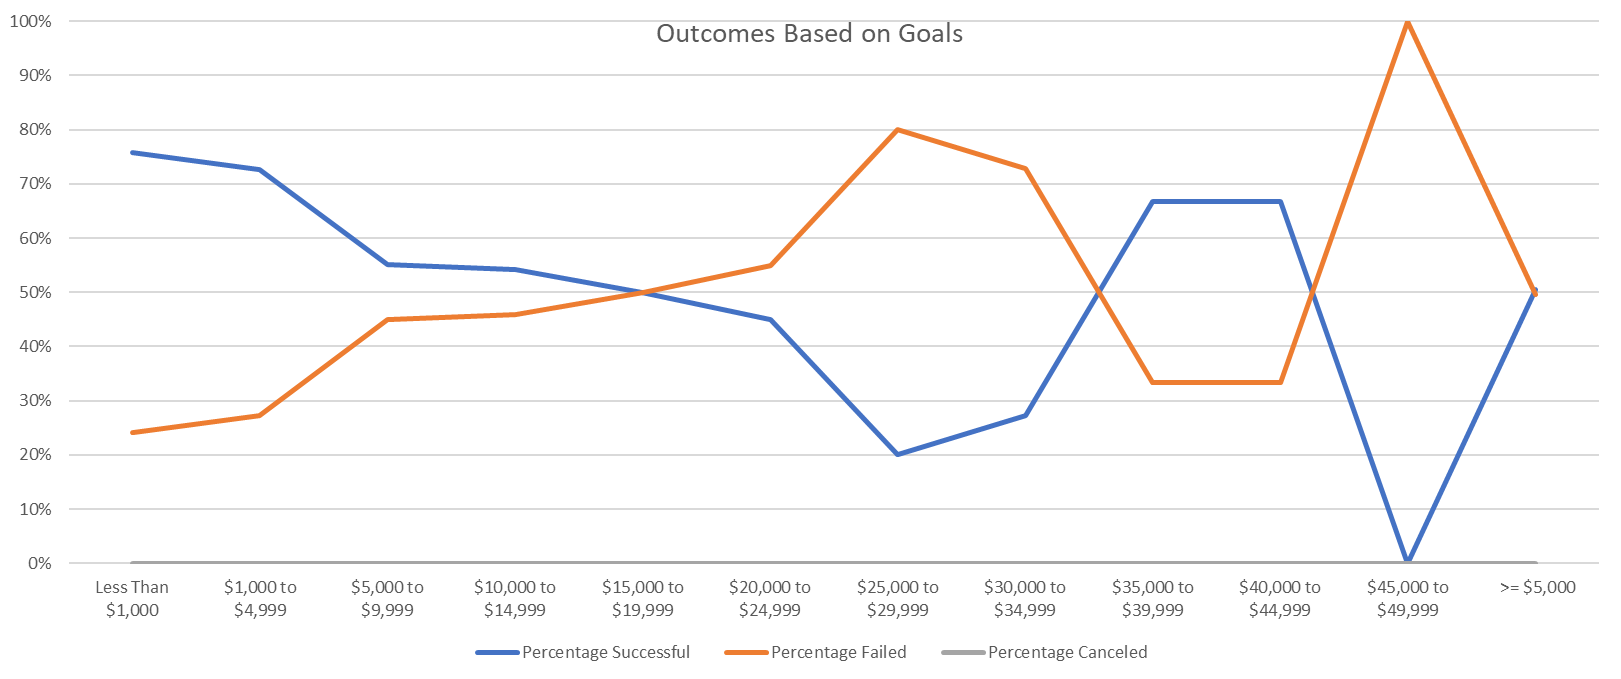 Outcomes Based on Goals
100%
90%
80%
70%
60%
50%
40%
30%
20%
10%
0%
Less Than $1,000
$1,000 to $4,999
$5,000 to $9,999
$10,000 to $14,999
$15,000 to $19,999
$20,000 to $24,999
$25,000 to $29,999
$30,000 to $34,999
$35,000 to $39,999
$40,000 to $44,999
$45,000 to $49,999
>= $5,000
Percentage Successful
Percentage Failed
Percentage Canceled